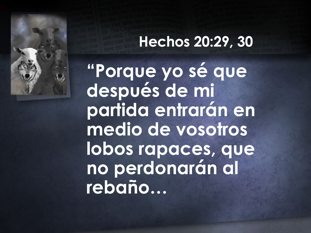 Hechos 20:29, 30
“Porque yo sé que
después de mi
partida entrarán en
medio de vosotros
lobos rapaces, que
no perdonarán al
rebaño…